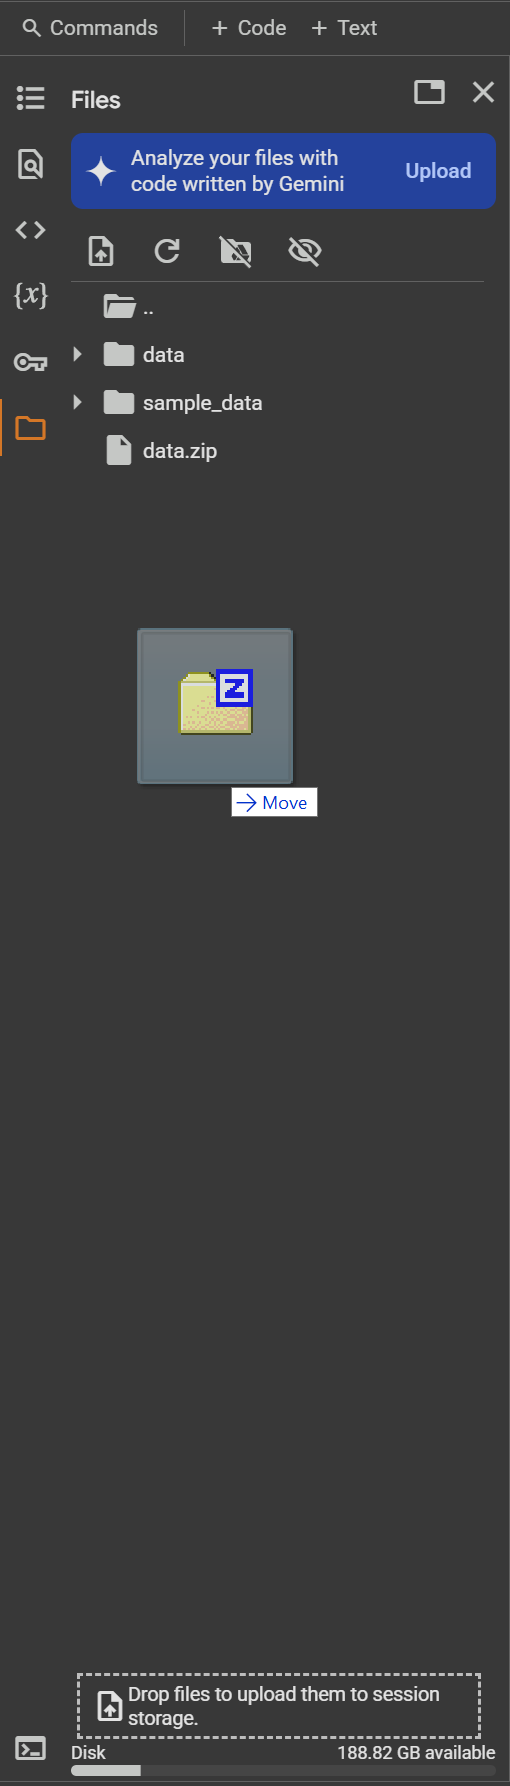 Commands
+ Code
+ Text
Files
Analyze your files with
code written by Gemini
Upload
{x}
..
data
sample_data
data.zip
Z
→ Move
Drop files to upload them to session
storage.
Disk
188.82 GB available